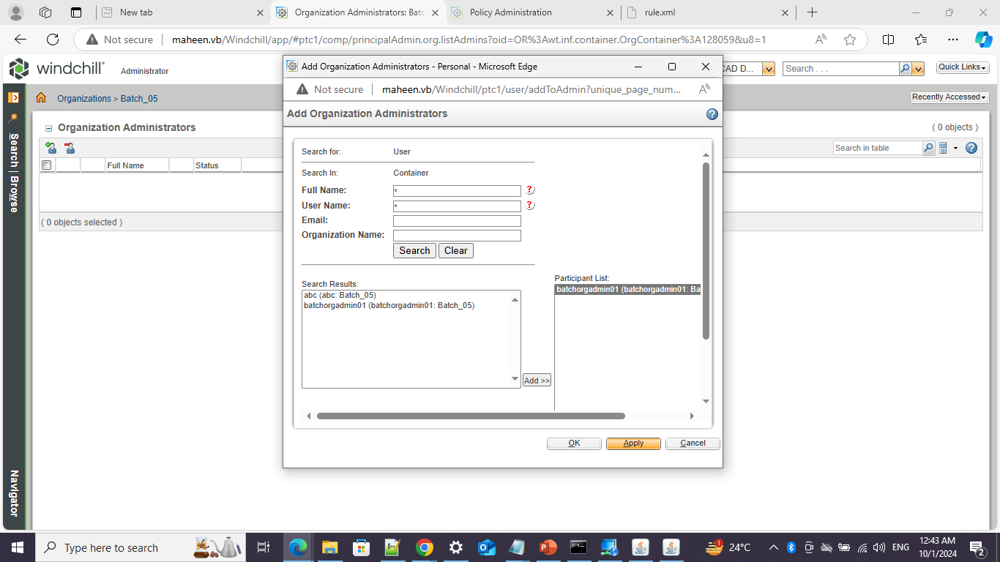 New tab
Organization Administrators: Batc
Policy Administration
rule.xml
Not secure
maheen.vb/Windchill/app/#ptc1/comp/principalAdmin.org.listAdmins?oid=OR%3Awt.inf.container.OrgContainer%3A128059&u8=1
windchill
Administrator
CAD D...
Search . . .
Quick Links
Organizations > Batch_05
Recently Accessed
Search | Browse
Navigator
Organization Administrators
( 0 objects )
Search in table
Full Name
Status
( 0 objects selected )
Add Organization Administrators - Personal - Microsoft Edge
Not secure
maheen.vb/Windchill/ptc1/user/addToAdmin?unique_page_num...
Add Organization Administrators
Search for: User
Search In: Container
Full Name: *
User Name: *
Email:
Organization Name:
Search Clear
Search Results:
abc (abc: Batch_05)
batchorgadmin01 (batchorgadmin01: Batch_05)
Add >>
Participant List:
batchorgadmin01 (batchorgadmin01: Ba
OK Apply Cancel
Type here to search
1
24°C
ENG
12:43 AM
10/1/2024
2